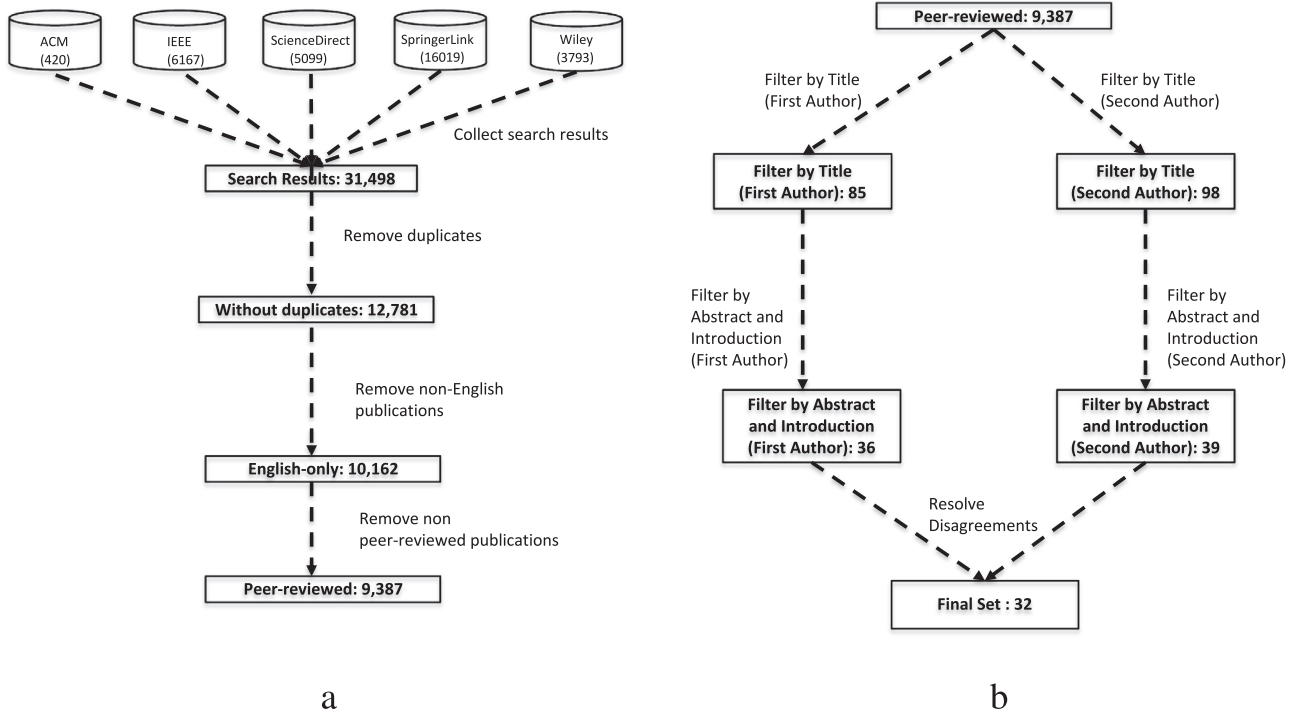 ACM
(420)
IEEE
(6167)
ScienceDirect
(5099)
SpringerLink
(16019)
Wiley
(3793)
Collect search results
Search Results: 31,498
Remove duplicates
Without duplicates: 12,781
Remove non-English
publications
English-only: 10,162
Remove non
peer-reviewed publications
Peer-reviewed: 9,387
a
Peer-reviewed: 9,387
Filter by Title
(First Author)
Filter by Title
(Second Author)
Filter by Title
(First Author): 85
Filter by Title
(Second Author): 98
Filter by
Abstract and
Introduction
(First Author)
Filter by
Abstract and
Introduction
(Second Author)
Filter by Abstract
and Introduction
(First Author): 36
Filter by Abstract
and Introduction
(Second Author): 39
Resolve
Disagreements
Final Set : 32
b